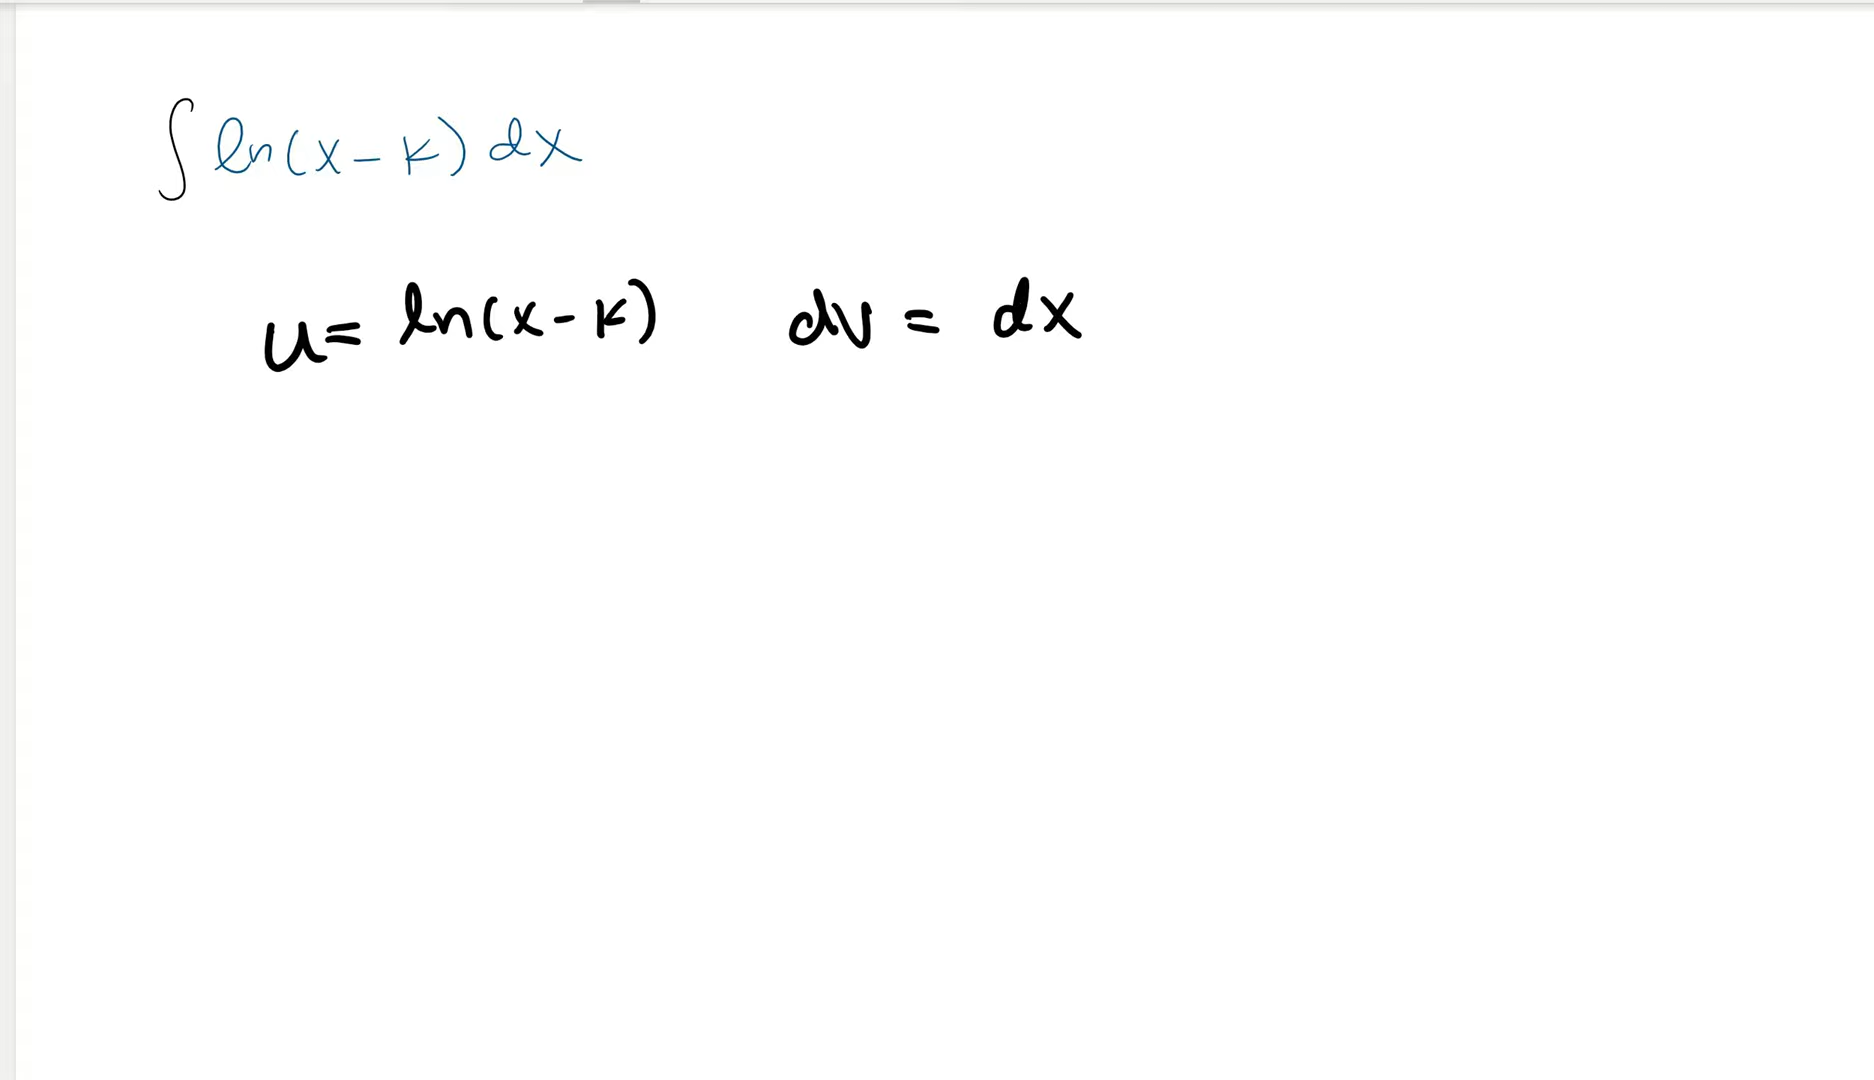 ∫ ln(x-k) dx
u= ln(x-k) dv = dx